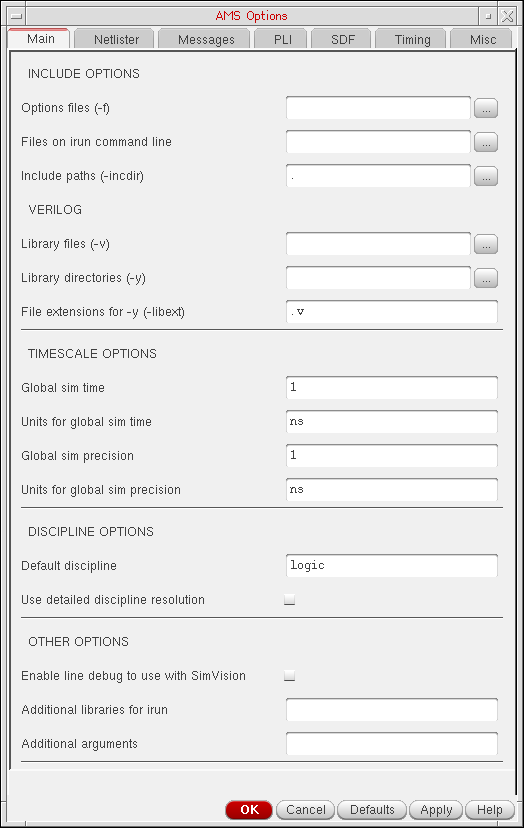 AMS Options
Main Netlister Messages PLI SDF Timing Misc
INCLUDE OPTIONS
Options files (-f) ...
Files on irun command line ...
Include paths (-incdir) . ...
VERILOG
Library files (-v) ...
Library directories (-y) ...
File extensions for -y (-libext) .v
TIMESCALE OPTIONS
Global sim time 1
Units for global sim time ns
Global sim precision 1
Units for global sim precision ns
DISCIPLINE OPTIONS
Default discipline logic
Use detailed discipline resolution
OTHER OPTIONS
Enable line debug to use with SimVision
Additional libraries for irun
Additional arguments
OK Cancel Defaults Apply Help